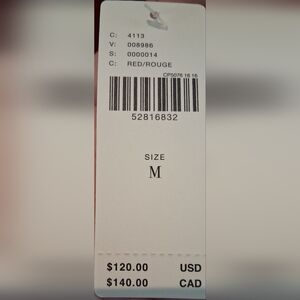 C: 4113
V: 008986
S: 0000014
C: RED/ROUGE
CP5076 16 16
52816832
SIZE
M
$120.00 USD
$140.00 CAD